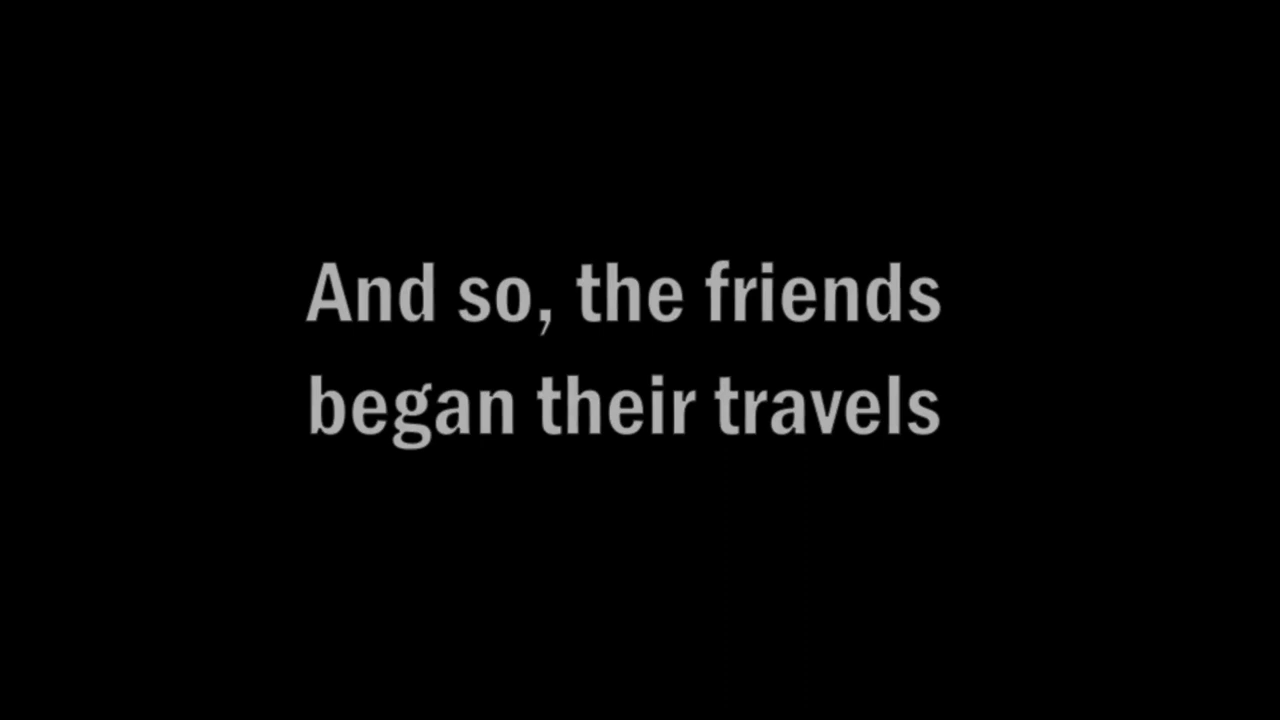 And so, the friends
began their travels